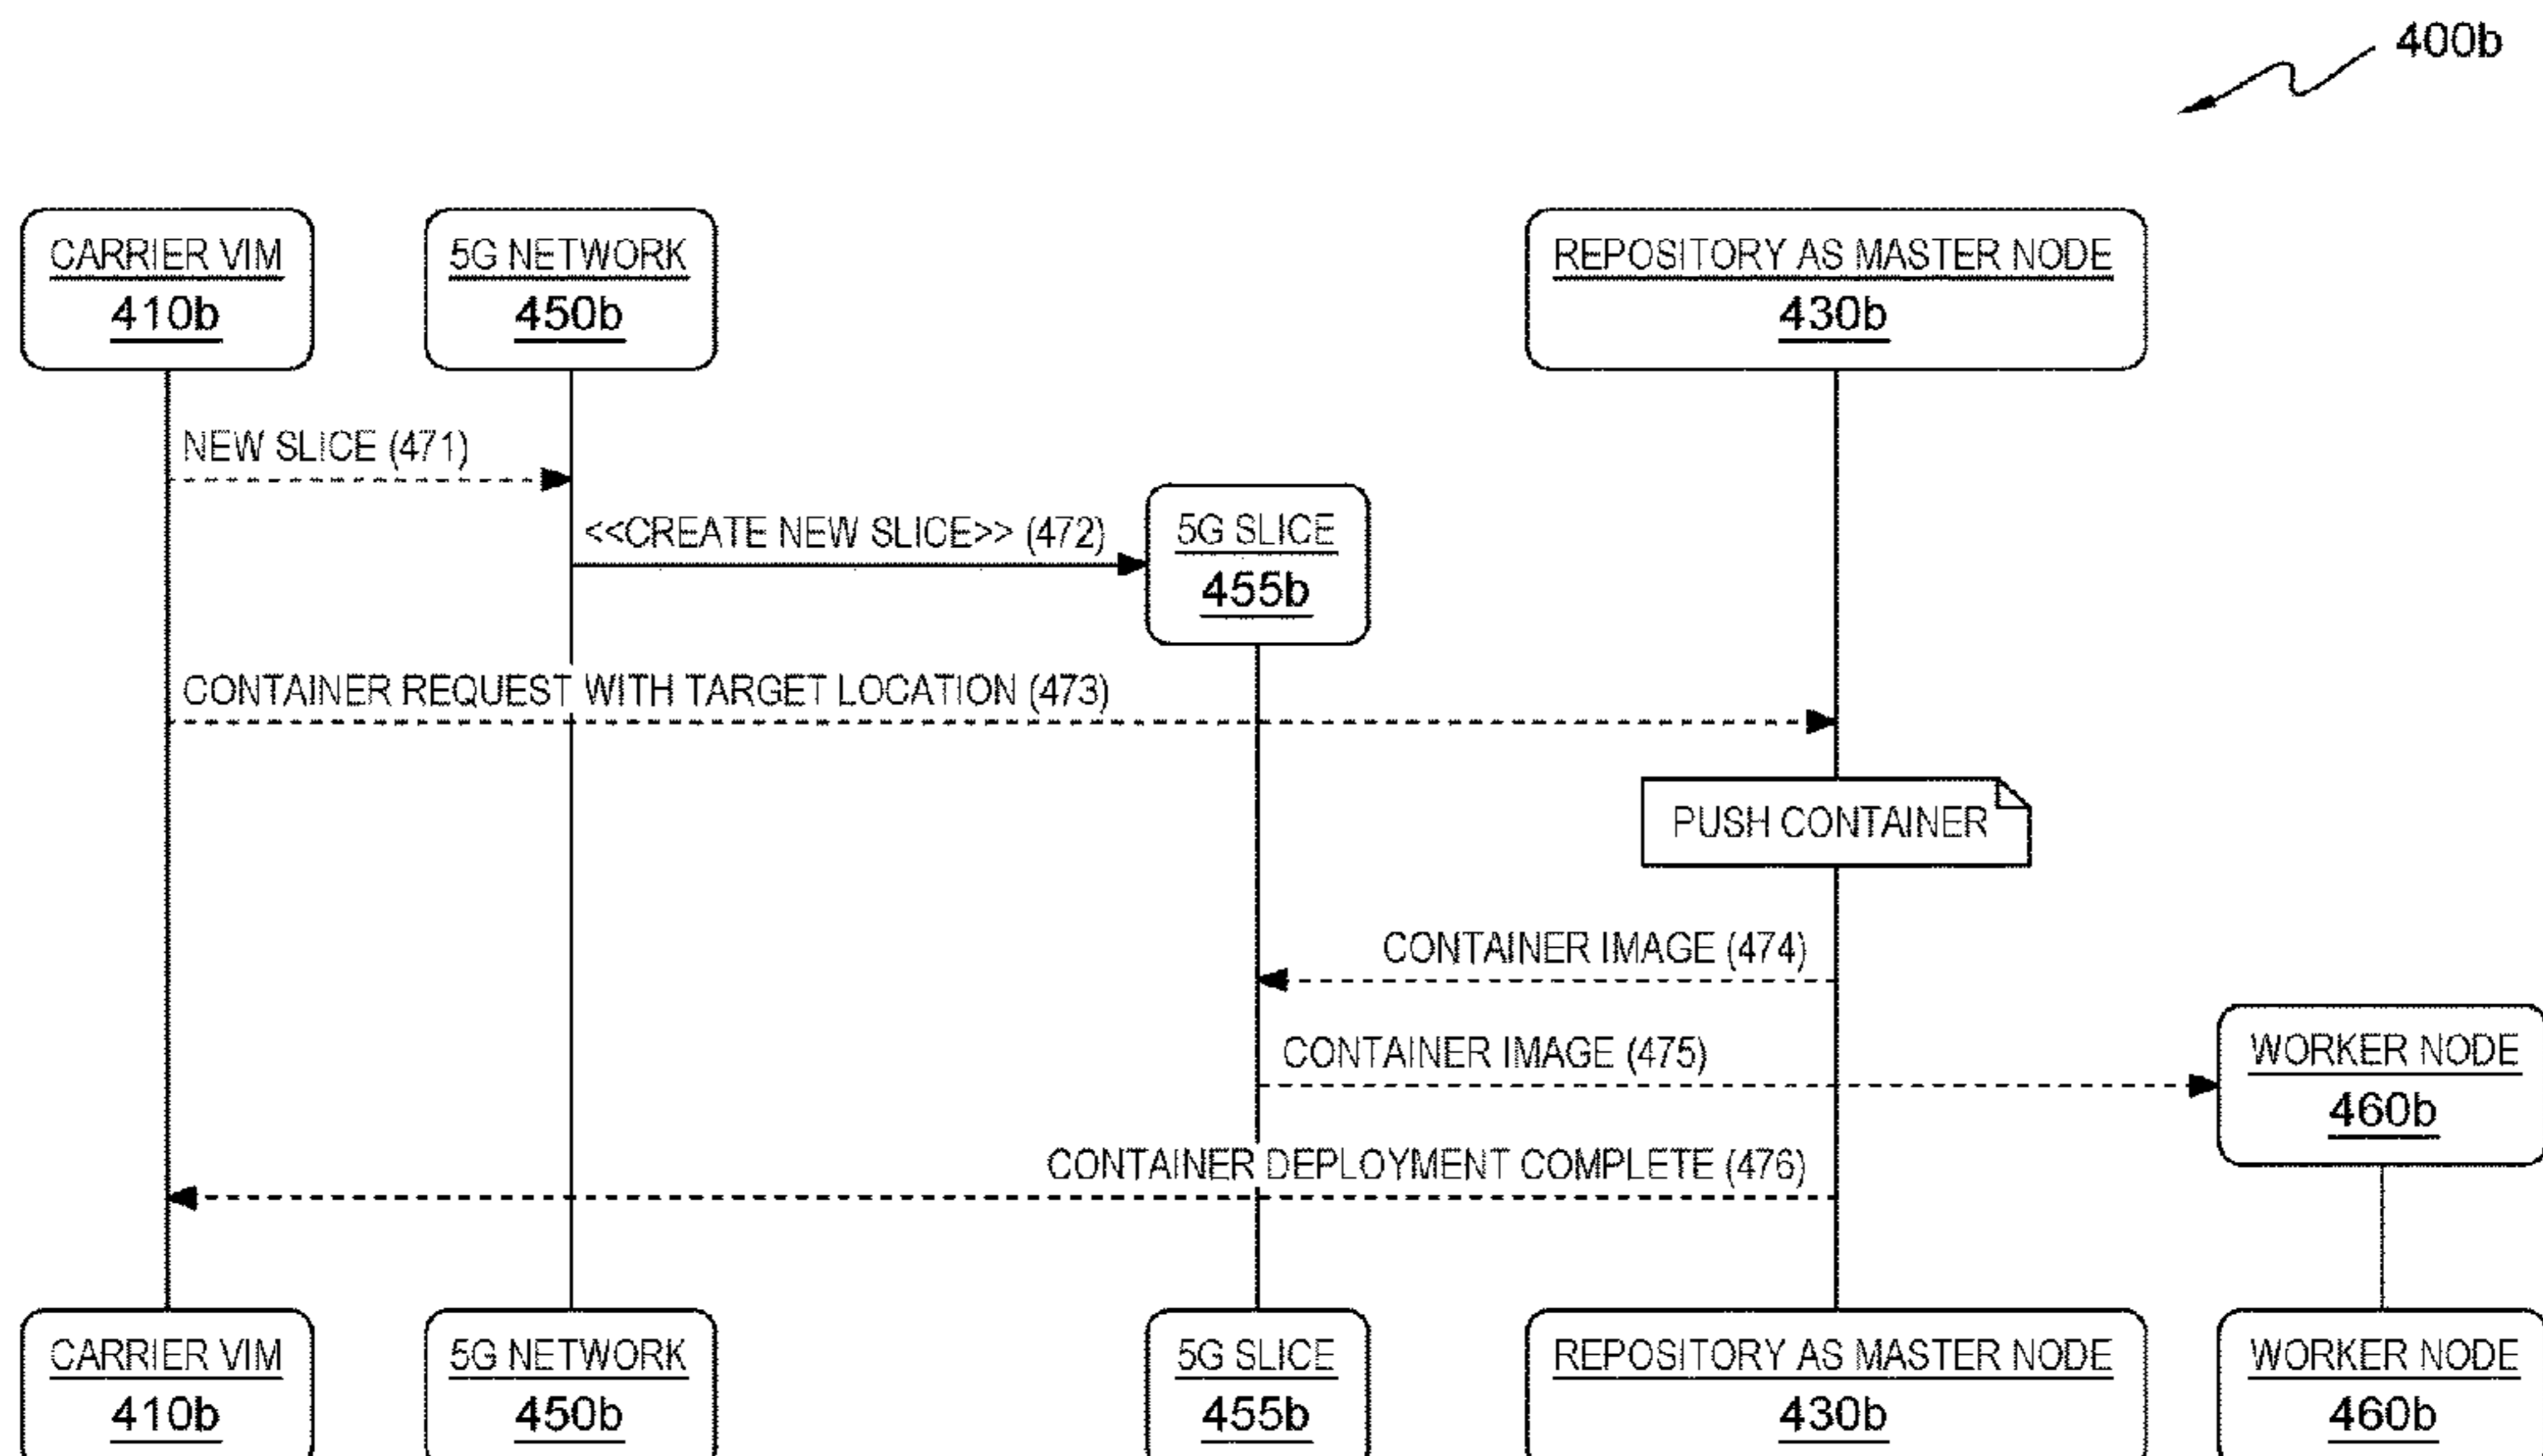 400b
CARRIER VIM
410b
5G NETWORK
450b
REPOSITORY AS MASTER NODE
430b
NEW SLICE (471)
<<CREATE NEW SLICE>> (472)
5G SLICE
455b
CONTAINER REQUEST WITH TARGET LOCATION (473)
PUSH CONTAINER
CONTAINER IMAGE (474)
CONTAINER IMAGE (475)
WORKER NODE
460b
CONTAINER DEPLOYMENT COMPLETE (476)
CARRIER VIM
410b
5G NETWORK
450b
5G SLICE
455b
REPOSITORY AS MASTER NODE
430b
WORKER NODE
460b